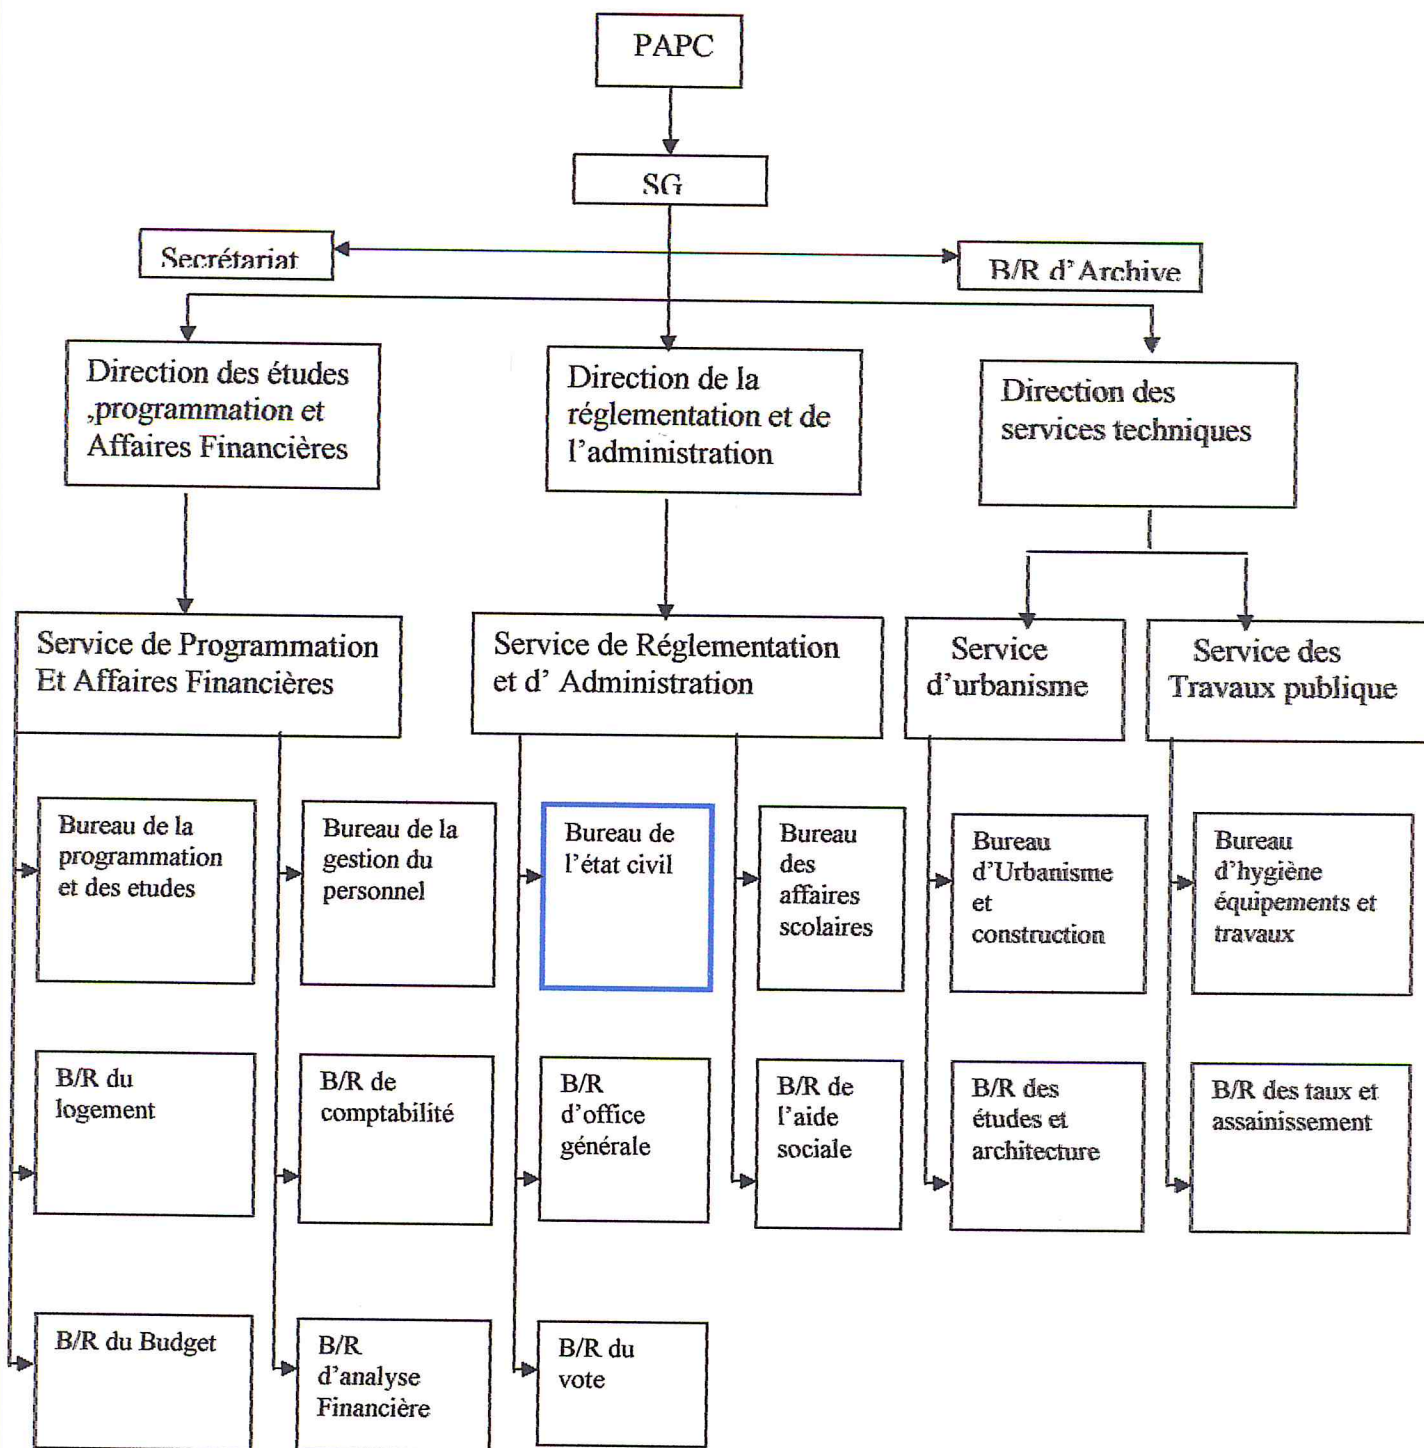 PAPC
SG
Secrétariat
B/R d'Archive
Direction des études
,programmation et
Affaires Financières
Direction de la
réglementation et de
l'administration
Direction des
services techniques
Service de Programmation
Et Affaires Financières
Service de Réglementation
et d' Administration
Service
d'urbanisme
Service des
Travaux publique
Bureau de la
programmation
et des etudes
Bureau de la
gestion du
personnel
Bureau de
l'état civil
Bureau
des
affaires
scolaires
Bureau
d'Urbanisme
et
construction
Bureau
d'hygiène
équipements et
travaux
B/R du
logement
B/R de
comptabilité
B/R
d'office
générale
B/R de
l'aide
sociale
B/R des
études et
architecture
B/R des taux et
assainissement
B/R du Budget
B/R
d'analyse
Financière
B/R du
vote